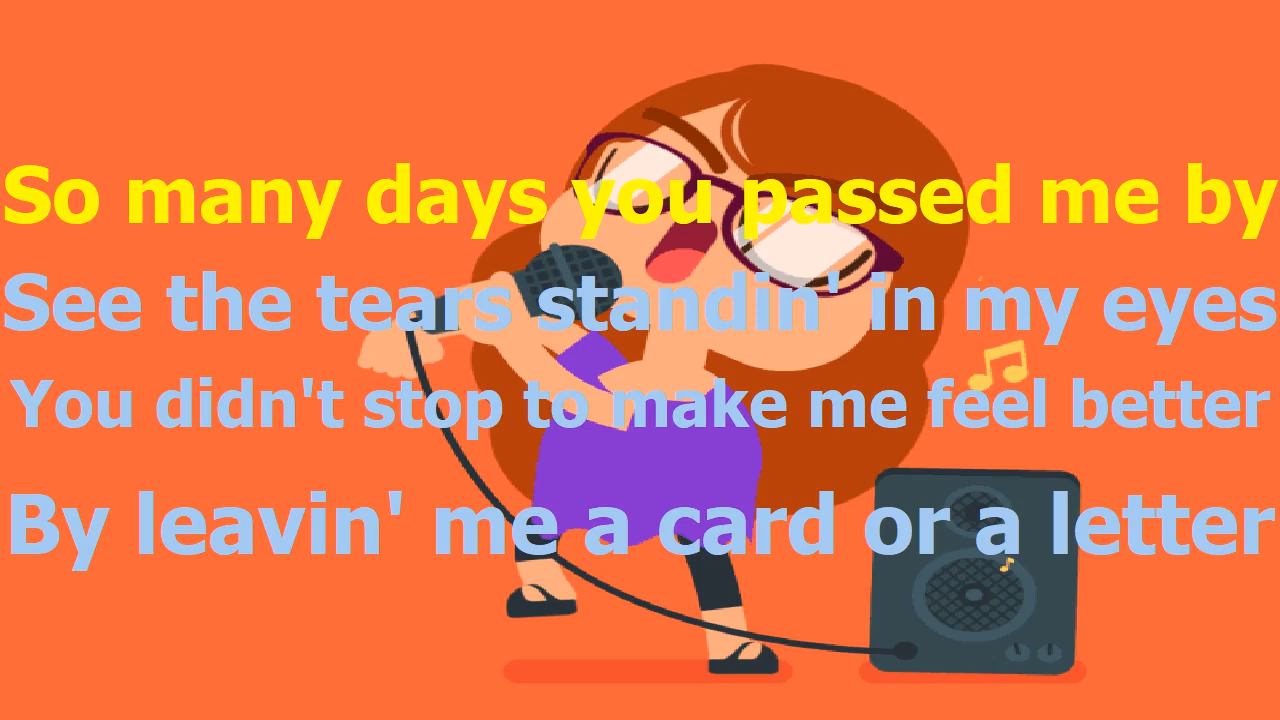 So many days you passed me by
See the tears standin' in my eyes
You didn't stop to make me feel better
By leavin' me a card or a letter